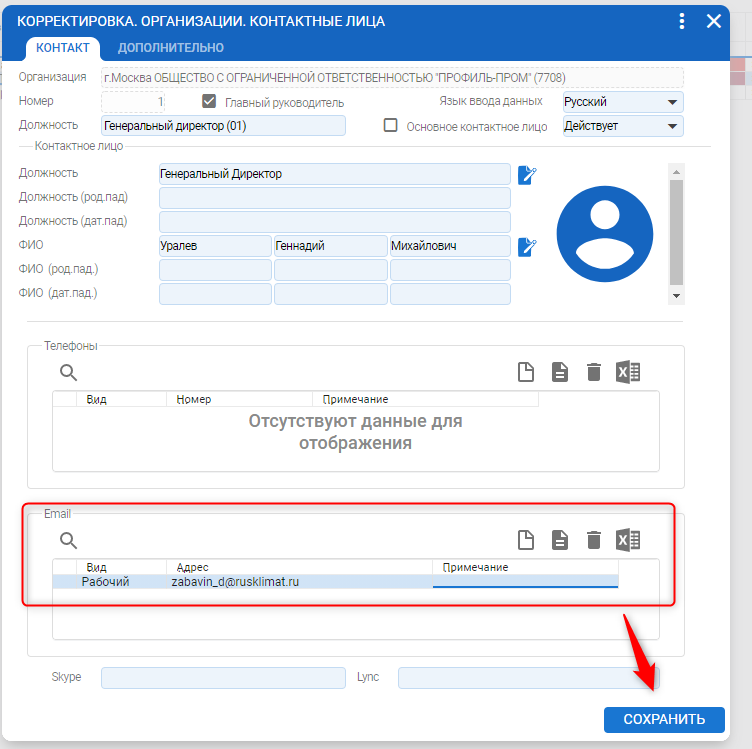 КОРРЕКТИРОВКА. ОРГАНИЗАЦИИ. КОНТАКТНЫЕ ЛИЦА
КОНТАКТ ДОПОЛНИТЕЛЬНО
Организация г.Москва ОБЩЕСТВО С ОГРАНИЧЕННОЙ ОТВЕТСТВЕННОСТЬЮ "ПРОФИЛЬ-ПРОМ" (7708)
Номер 1 Главный руководитель Язык ввода данных Русский
Должность Генеральный директор (01) Основное контактное лицо Действует
Контактное лицо
Должность Генеральный Директор
Должность (род.пад)
Должность (дат.пад)
ФИО Уралев Геннадий Михайлович
ФИО (род.пад.)
ФИО (дат.пад.)
Телефоны
Вид Номер Примечание
Отсутствуют данные для
отображения
Email
Вид Адрес Примечание
Рабочий zabavin_d@rusklimat.ru
Skype Lync
СОХРАНИТЬ